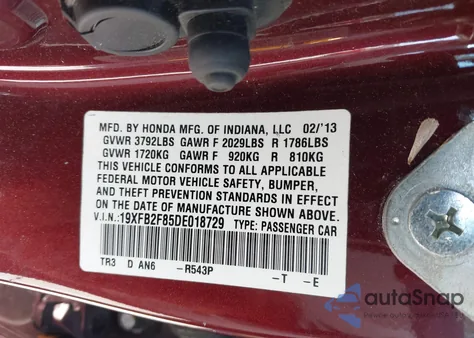 MFD. BY HONDA MFG. OF INDIANA, LLC 02/'13
GVWR 3792LBS GAWR F 2029LBS R 1786LBS
GVWR 1720KG GAWR F 920KG R 810KG
THIS VEHICLE CONFORMS TO ALL APPLICABLE
FEDERAL MOTOR VEHICLE SAFETY, BUMPER,
AND THEFT PREVENTION STANDARDS IN EFFECT
ON THE DATE OF MANUFACTURE SHOWN ABOVE.
V.I.N.:19XFB2F85DE018729 TYPE: PASSENGER CAR
TR3 D AN6 -R543P -T -E
autoSnap